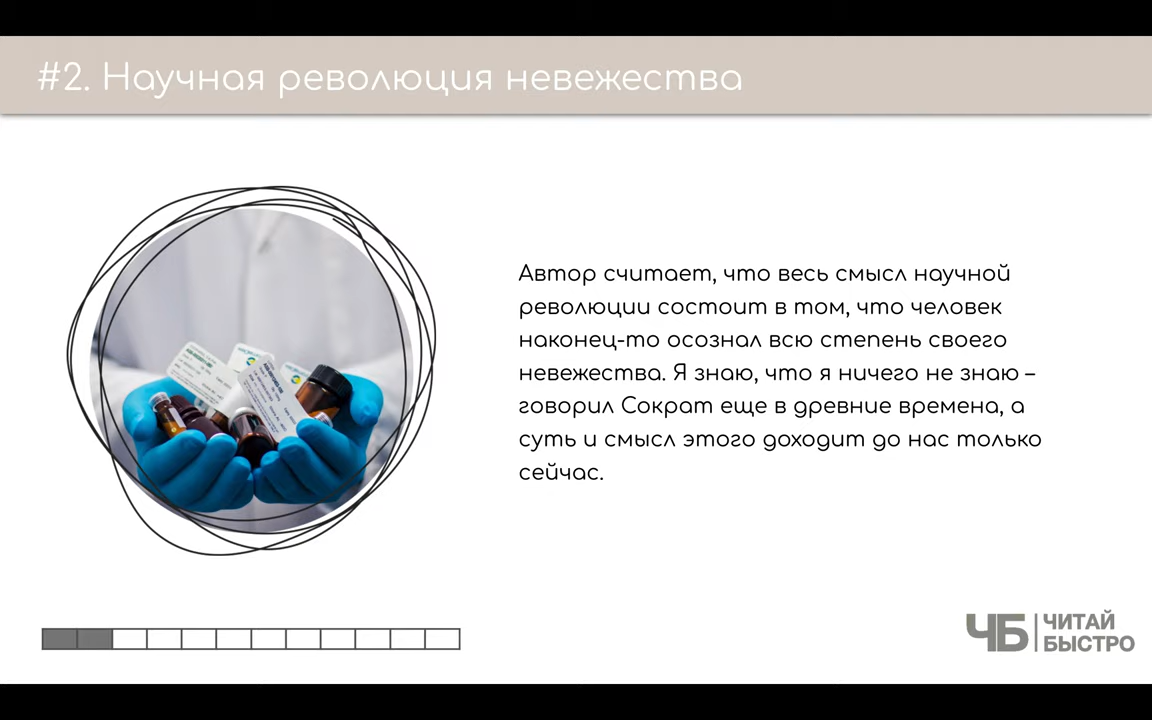 #2. Научная революция невежества
Автор считает, что весь смысл научной
революции состоит в том, что человек
наконец-то осознал всю степень своего
невежества. Я знаю, что я ничего не знаю –
говорил Сократ еще в древние времена, а
суть и смысл этого доходит до нас только
сейчас.
ЧБ
ЧИТАЙ
БЫСТРО